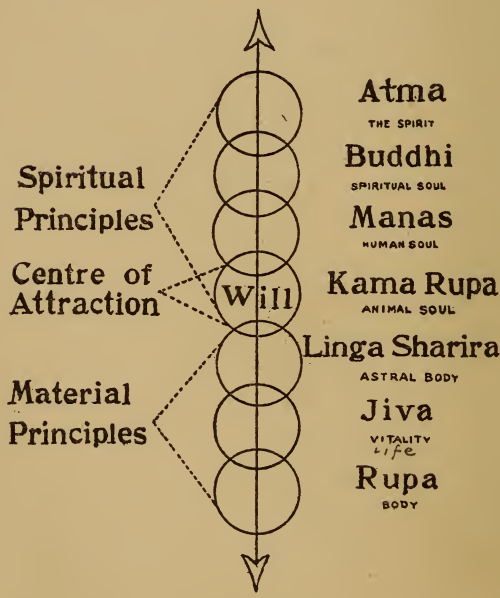 Atma
THE SPIRIT
Buddhi
SPIRITUAL SOUL
Spiritual
Principles
Manas
HUMAN SOUL
Centre of
Attraction
Will
Kama Rupa
ANIMAL SOUL
Linga Sharira
ASTRAL BODY
Material
Principles
Jiva
VITALITY
Life
Rupa
BODY